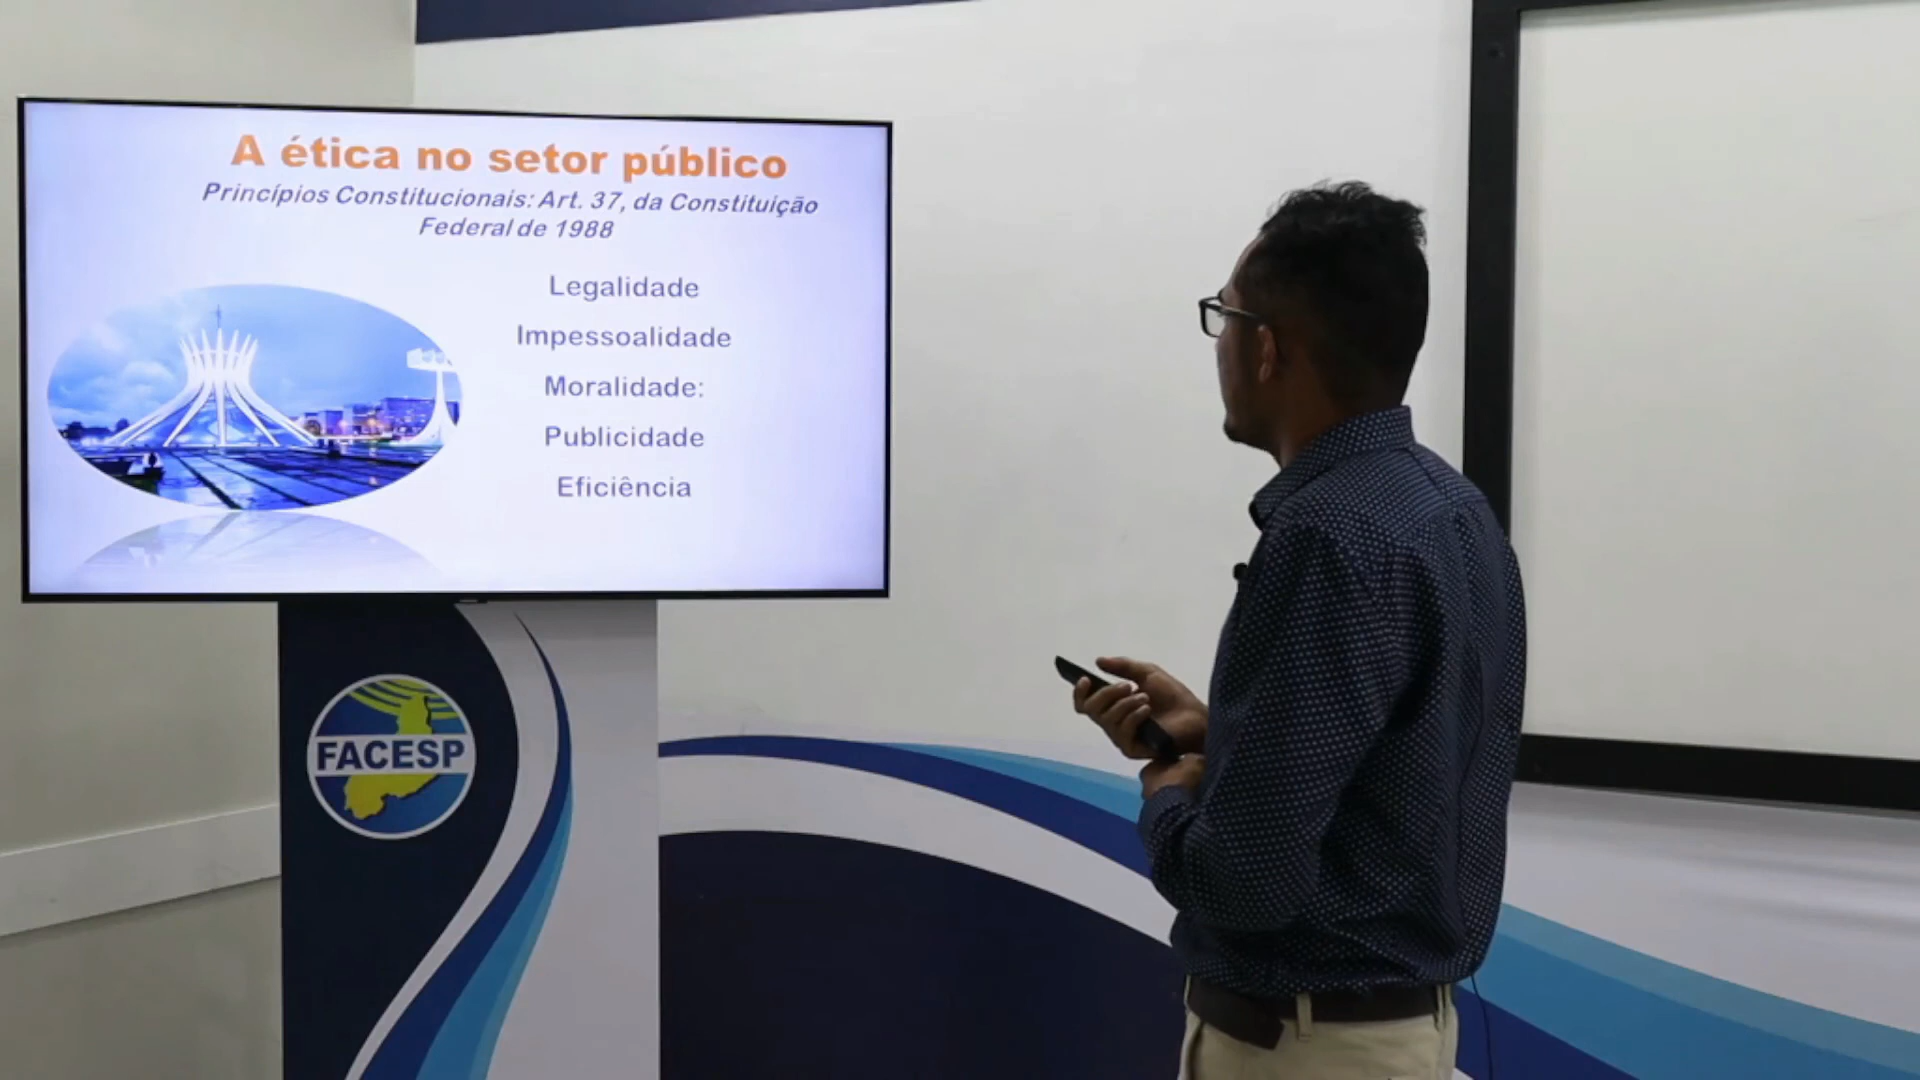 A ética no setor público
Princípios Constitucionais: Art. 37, da Constituição
Federal de 1988
Legalidade
Impessoalidade
Moralidade:
Publicidade
Eficiência
FACESP